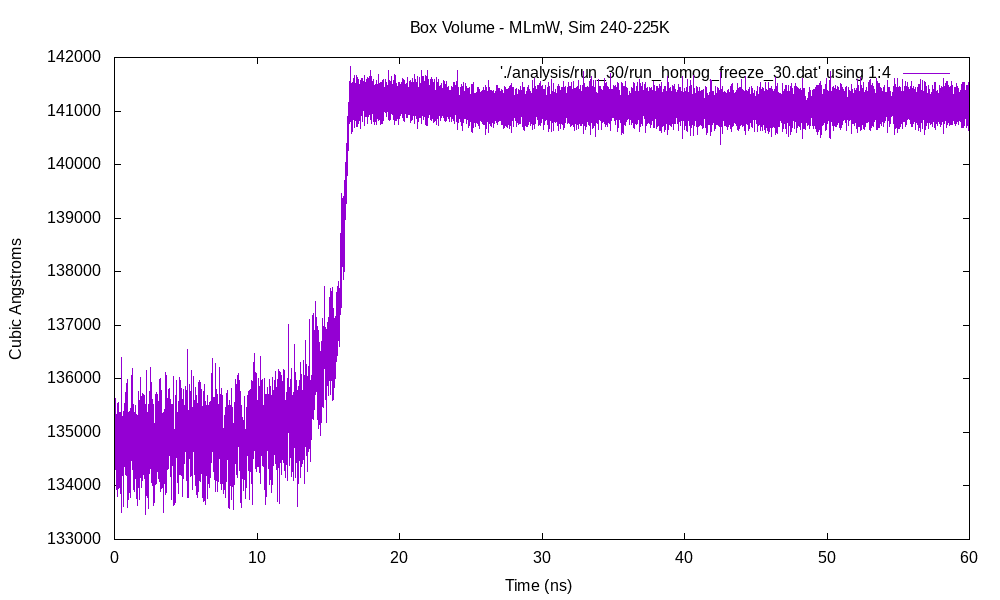 Box Volume - MLmW, Sim 240-225K
142000
'./analysis/run_30/run_homog_freeze_30.dat' using 1:4
141000
140000
139000
138000
137000
136000
135000
134000
133000
Cubic Angstroms
0 10 20 30 40 50 60
Time (ns)